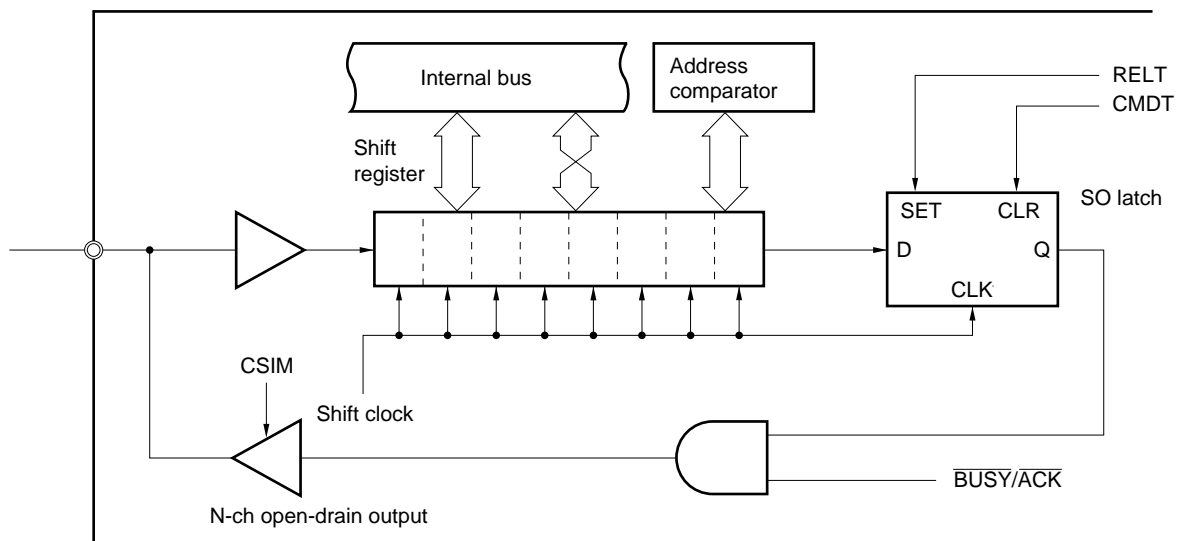 Internal bus
Address
comparator
RELT
CMDT
Shift
register
SET CLR
SO latch
D Q
CLK
CSIM
Shift clock
BUSY/ACK
N-ch open-drain output